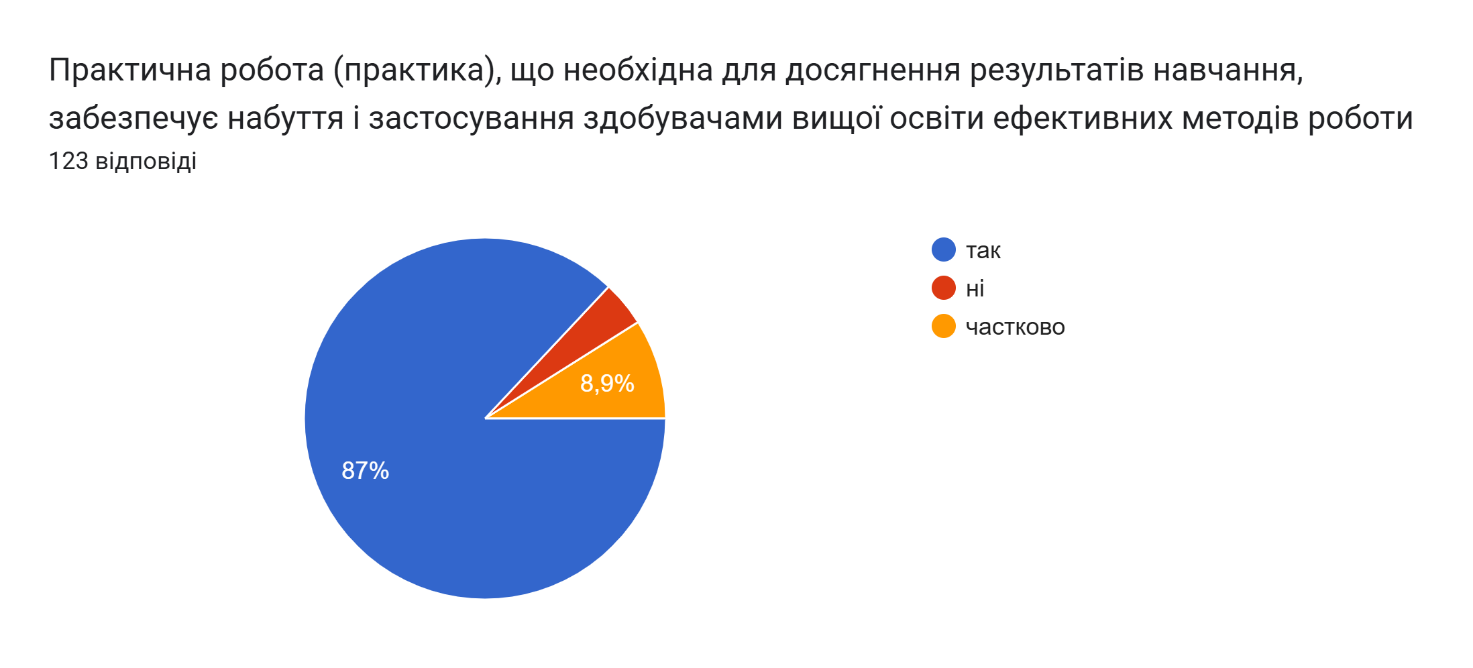 Практична робота (практика), що необхідна для досягнення результатів навчання,
забезпечує набуття і застосування здобувачами вищої освіти ефективних методів роботи
123 відповіді
так
ні
частково
8,9%
87%